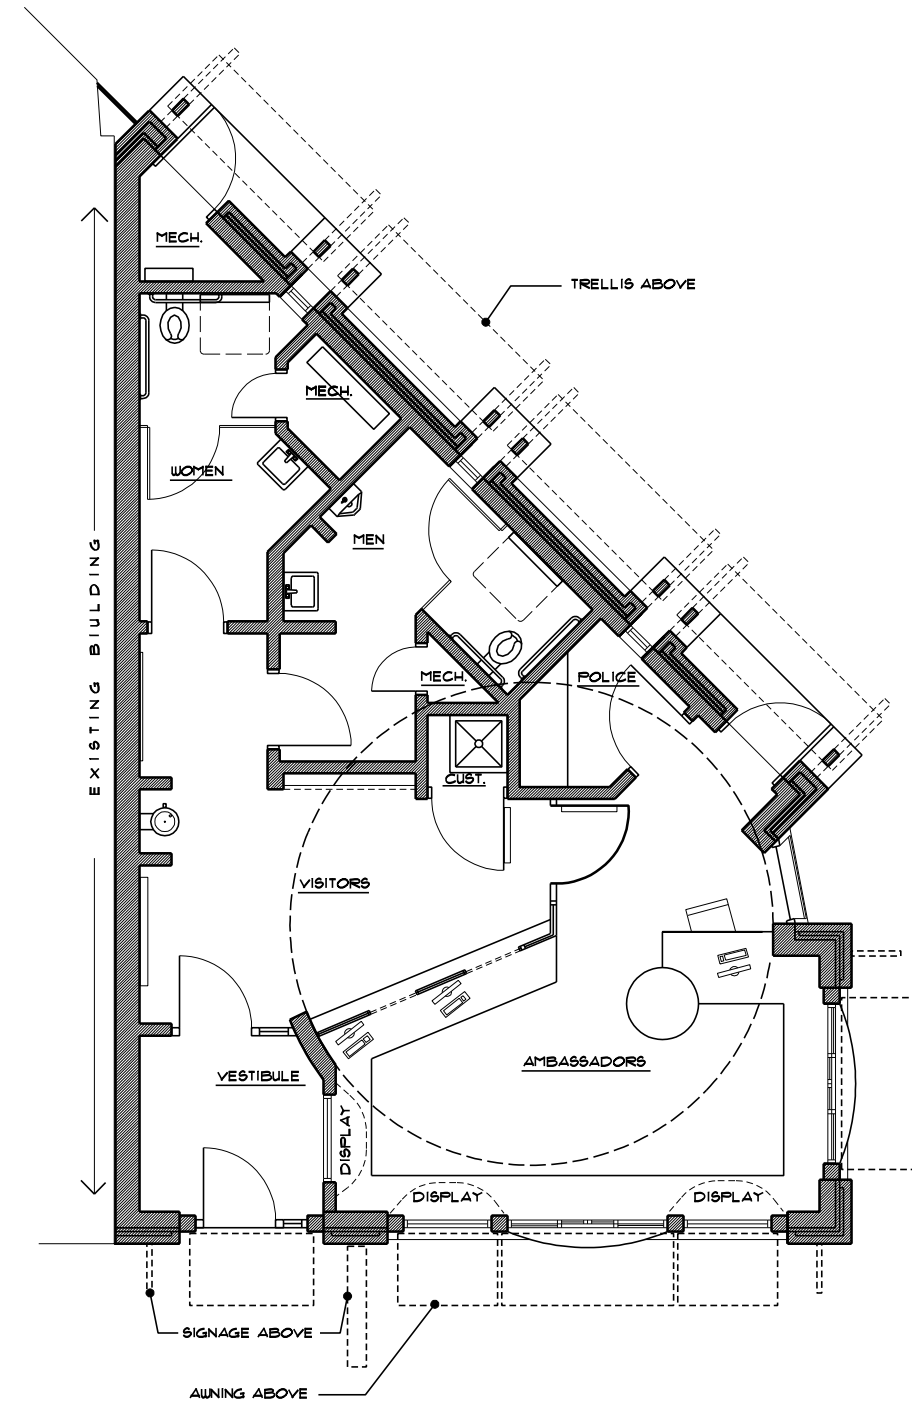 MECH.
TRELLIS ABOVE
MECH.
WOMEN
MEN
EXISTING BIULDING
MECH.
POLICE
CUST.
VISITORS
AMBASSADORS
VESTIBULE
DISPLAY
DISPLAY
DISPLAY
SIGNAGE ABOVE
AWNING ABOVE